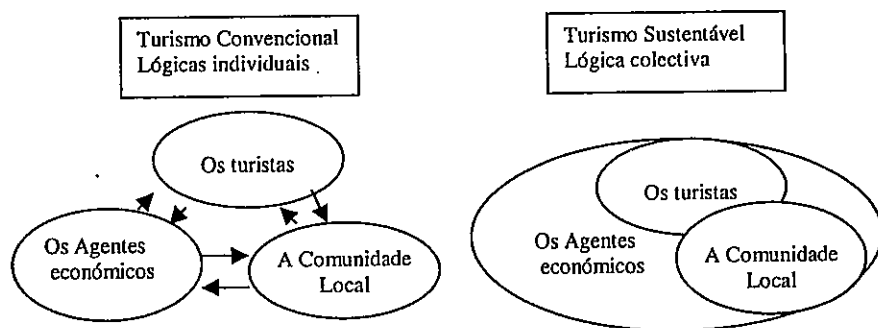 Turismo Convencional
Lógicas individuais
Turismo Sustentável
Lógica colectiva
Os turistas
Os Agentes
económicos
A Comunidade
Local
Os turistas
Os Agentes
económicos
A Comunidade
Local